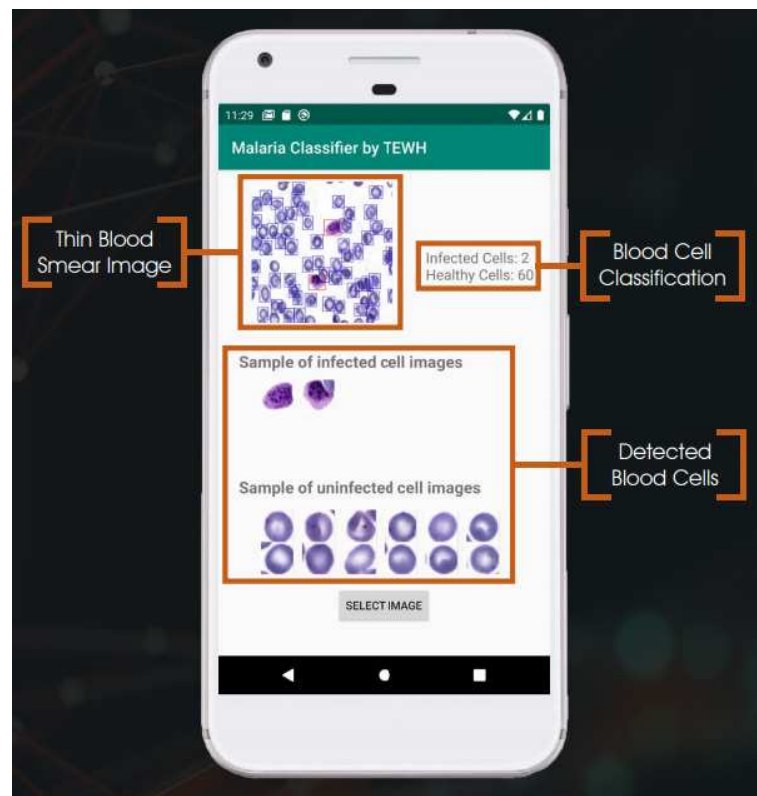 11:29
Malaria Classifier by TEWH
Thin Blood
Smear Image
Infected Cells: 2
Healthy Cells: 60
Blood Cell
Classification
Sample of infected cell images
Detected
Blood Cells
Sample of uninfected cell images
SELECT IMAGE